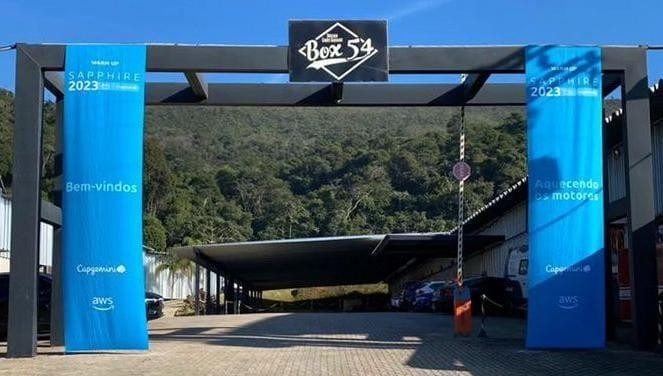 Box 54
WARM UP
SAPPHIRE
2023
Bem-vindos
Capgemini
aws
WARM UP
SAPPHIRE
2023
Aquecendo
os motores
Capgemini
aws